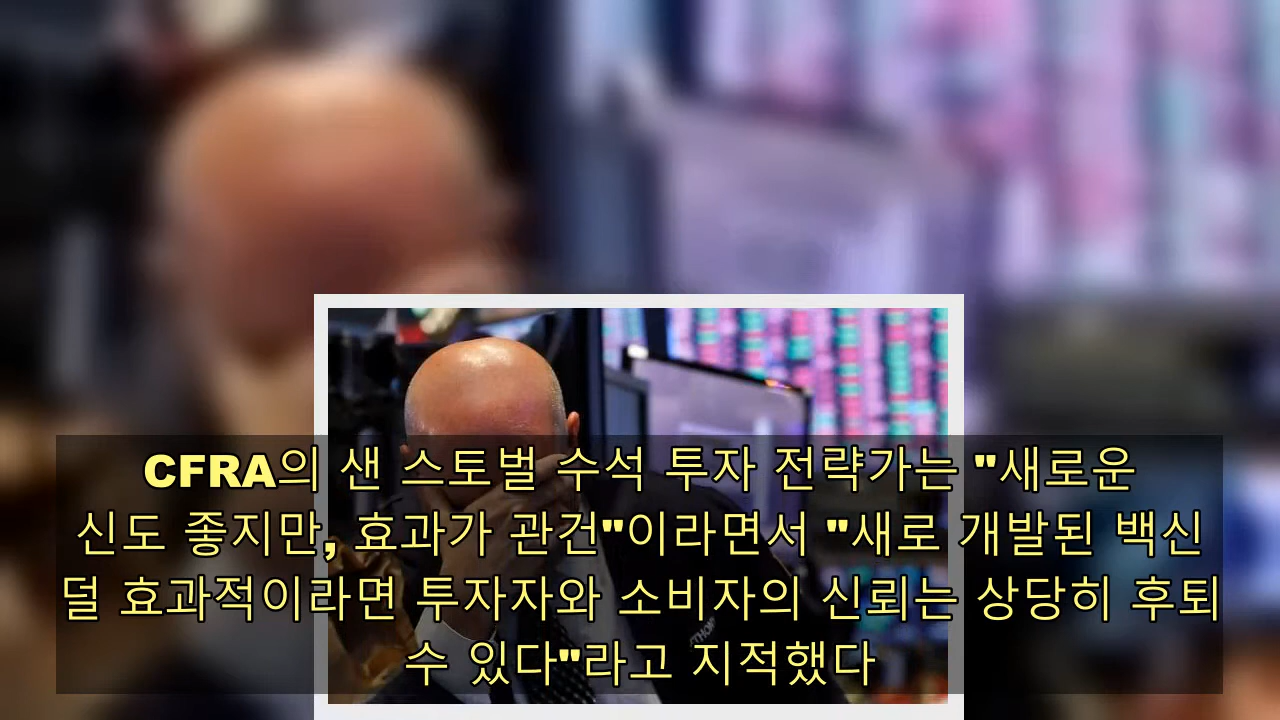 CFRA의 샌 스토벌 수석 투자 전략가는 "새로운
신도 좋지만, 효과가 관건"이라면서 "새로 개발된 백신
덜 효과적이라면 투자자와 소비자의 신뢰는 상당히 후퇴
수 있다"라고 지적했다